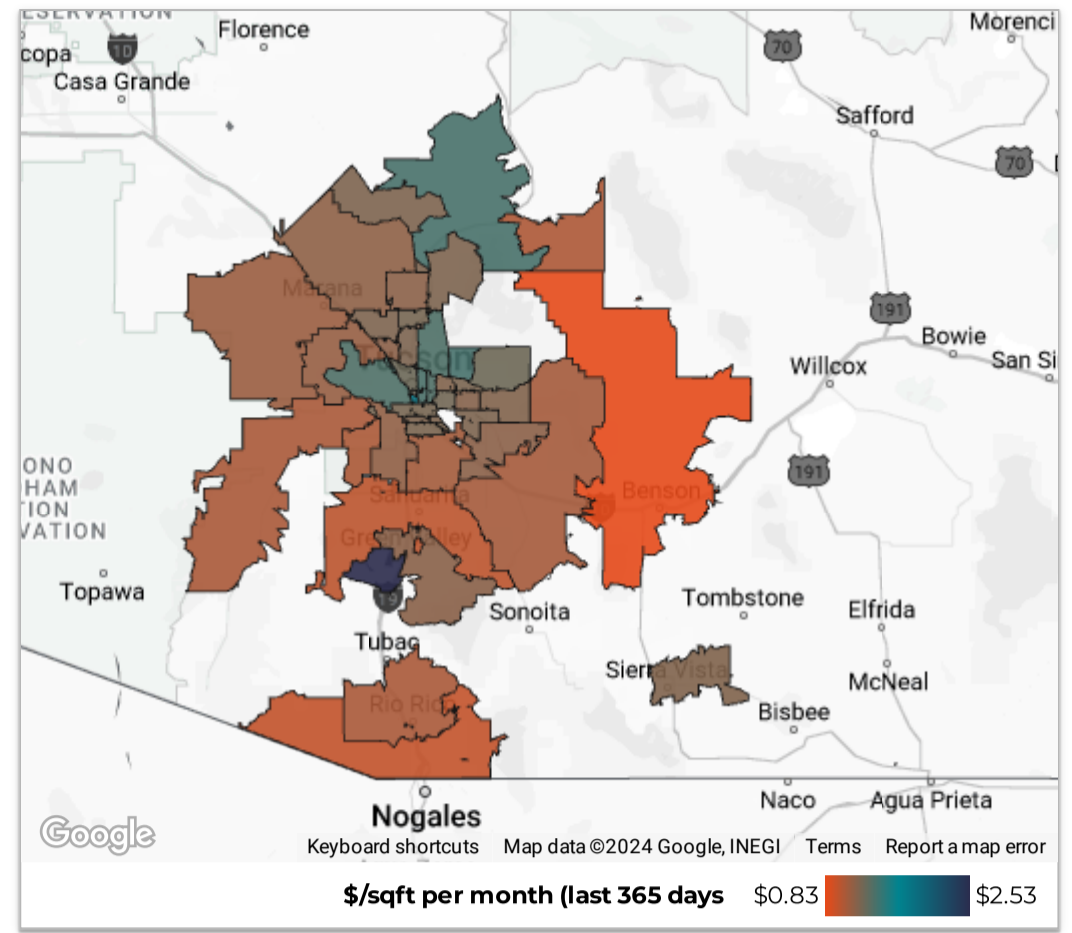 ESERVATION
Florence
Morenci
10
copa
70
Casa Grande
Safford
70
Marana
191
Bowie
Tucson
Willcox
San Si
ONO
HAM
TION
VATION
191
Sahuarita
Benson
Green Valley
Topawa
19
Sonoita
Tombstone
Elfrida
Tubac
Sierra Vista
McNeal
Rio Rico
Bisbee
Nogales
Naco
Agua Prieta
Google
Keyboard shortcuts
Map data ©2024 Google, INEGI
Terms
Report a map error
$/sqft per month (last 365 days
$0.83
$2.53